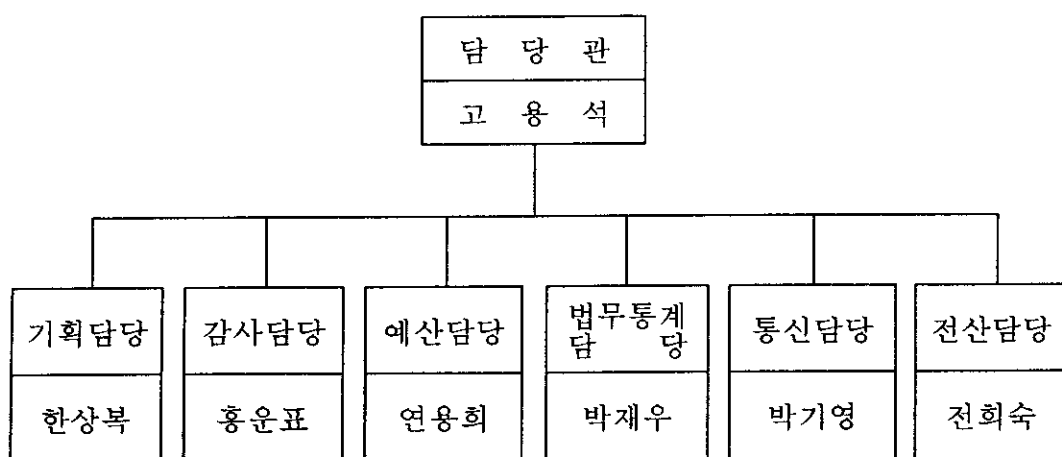 담 당 관
고 용 석
기획담당 감사담당 예산담당 법무통계 통신담당 전산담당
담 당
한상복 홍운표 연용희 박재우 박기영 전희숙